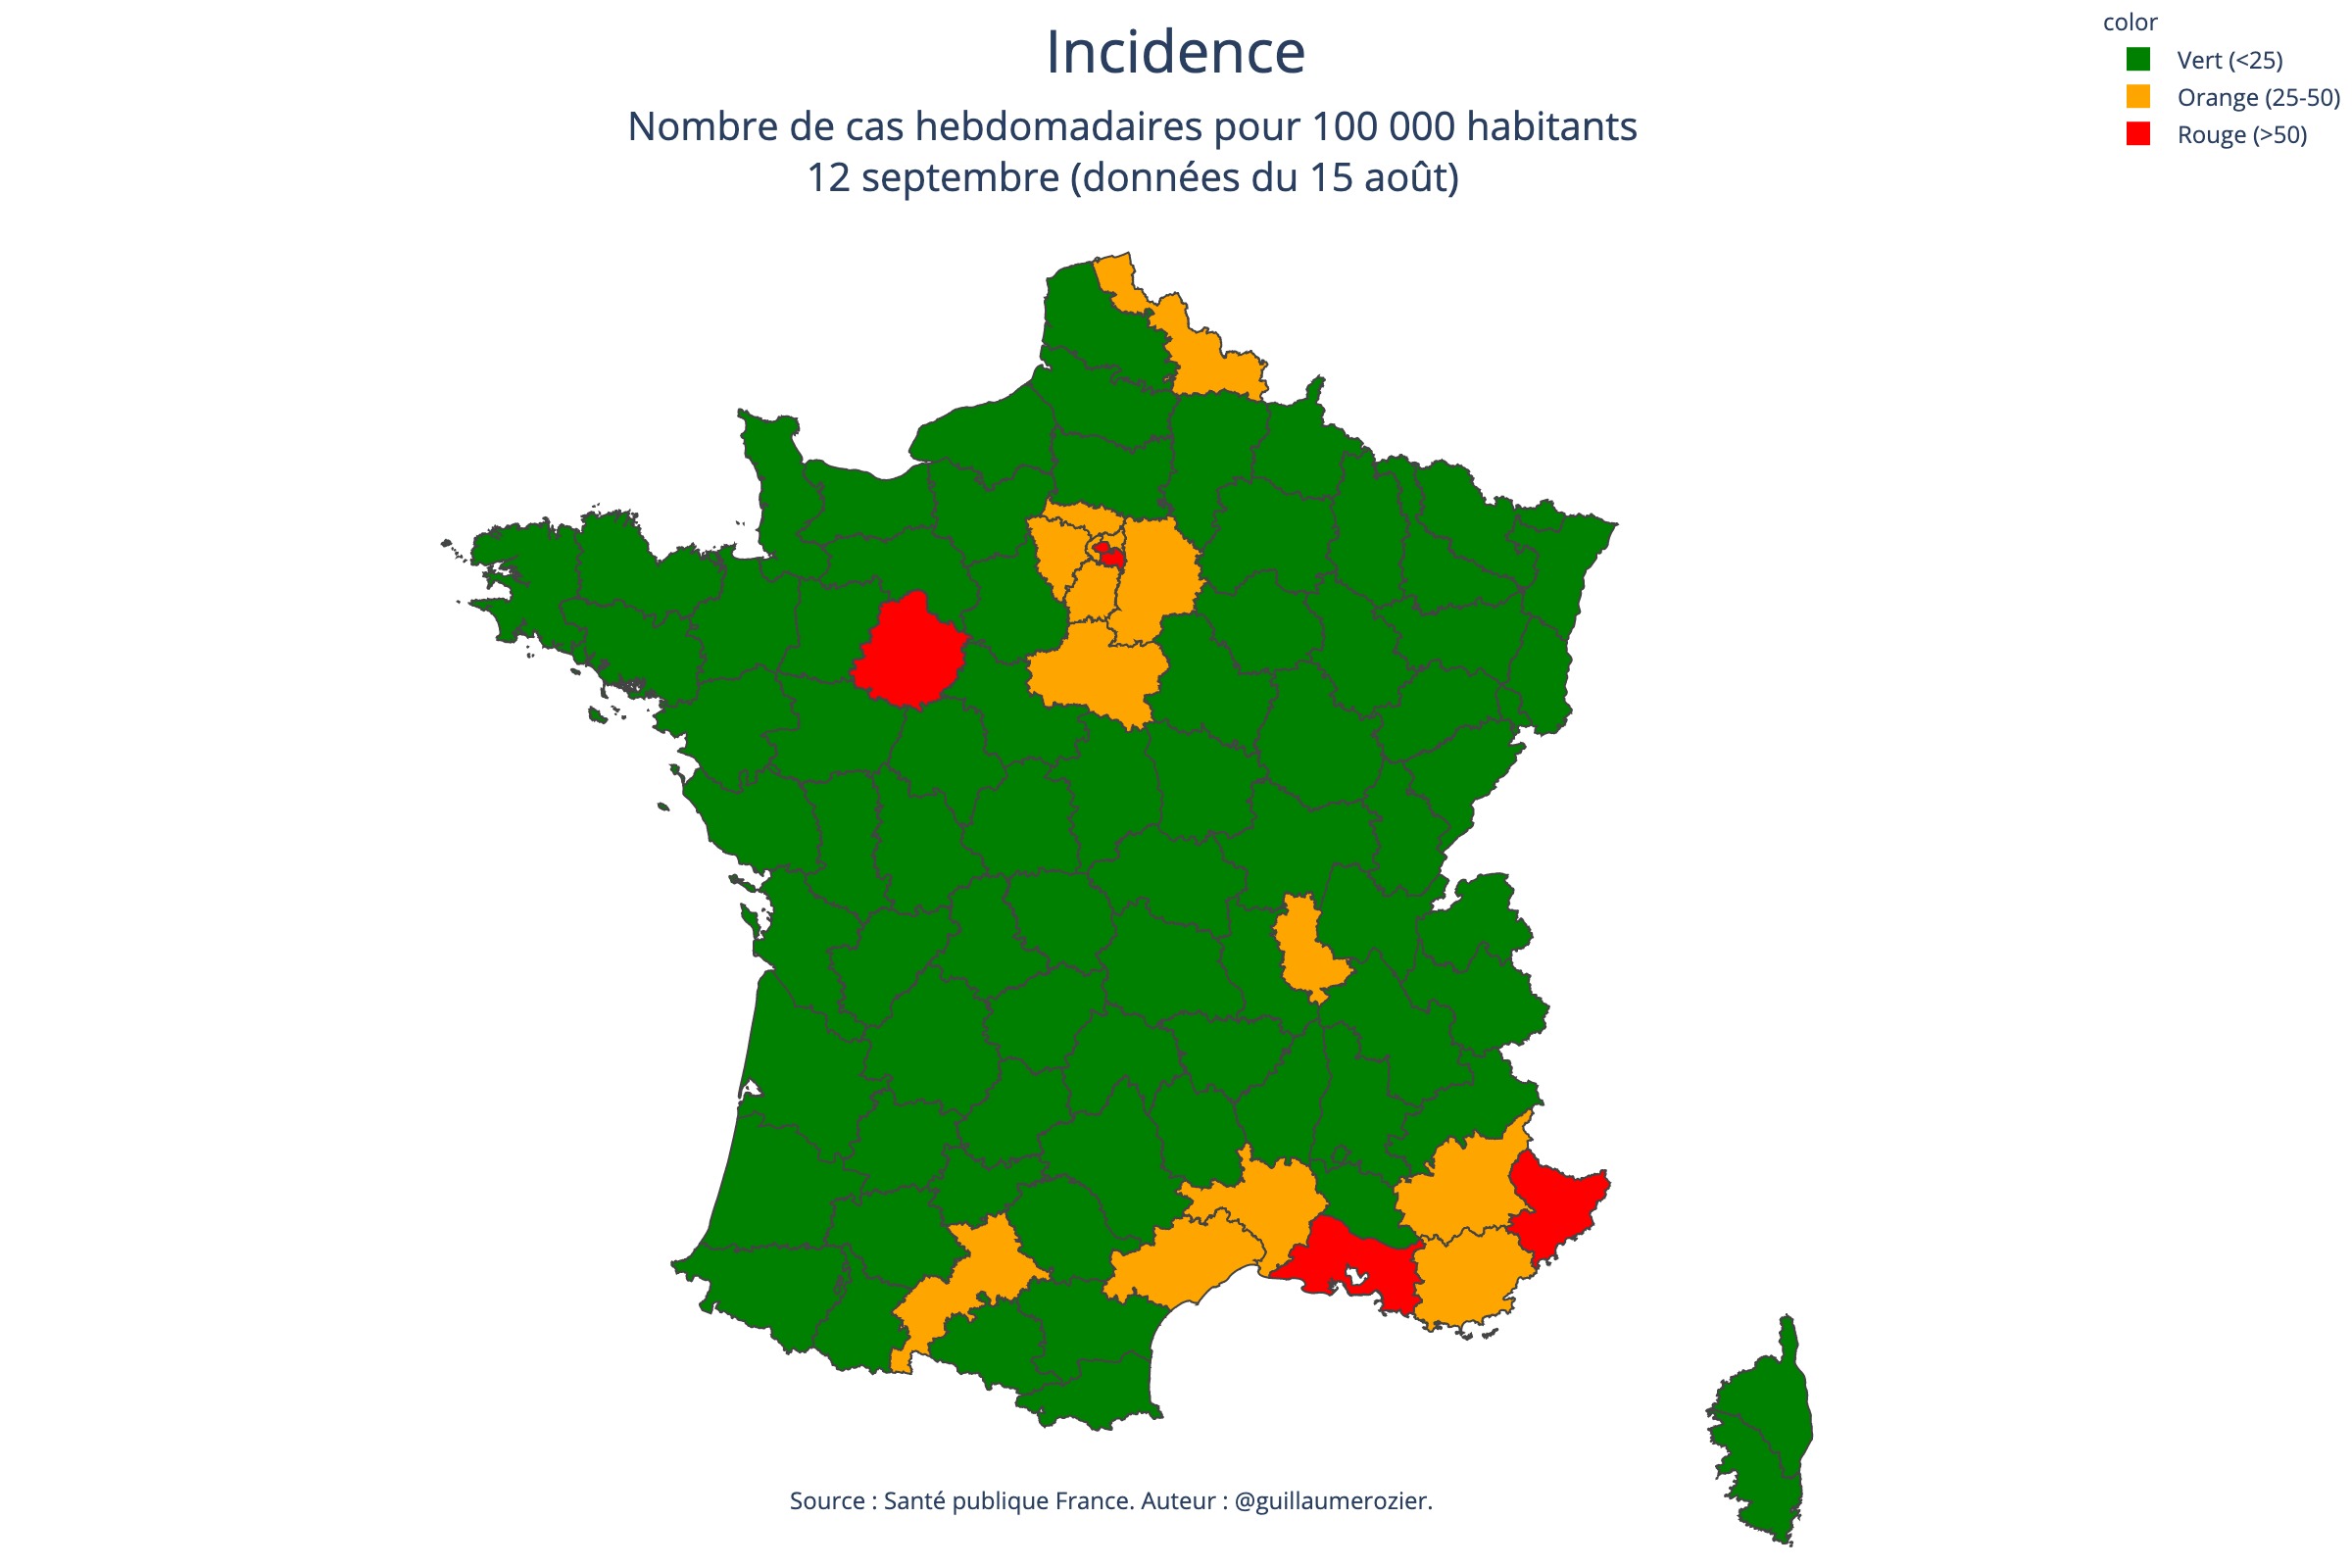 Incidence
Nombre de cas hebdomadaires pour 100 000 habitants
12 septembre (données du 15 août)
color
Vert (<25)
Orange (25-50)
Rouge (>50)
Source : Santé publique France. Auteur : @guillaumerozier.